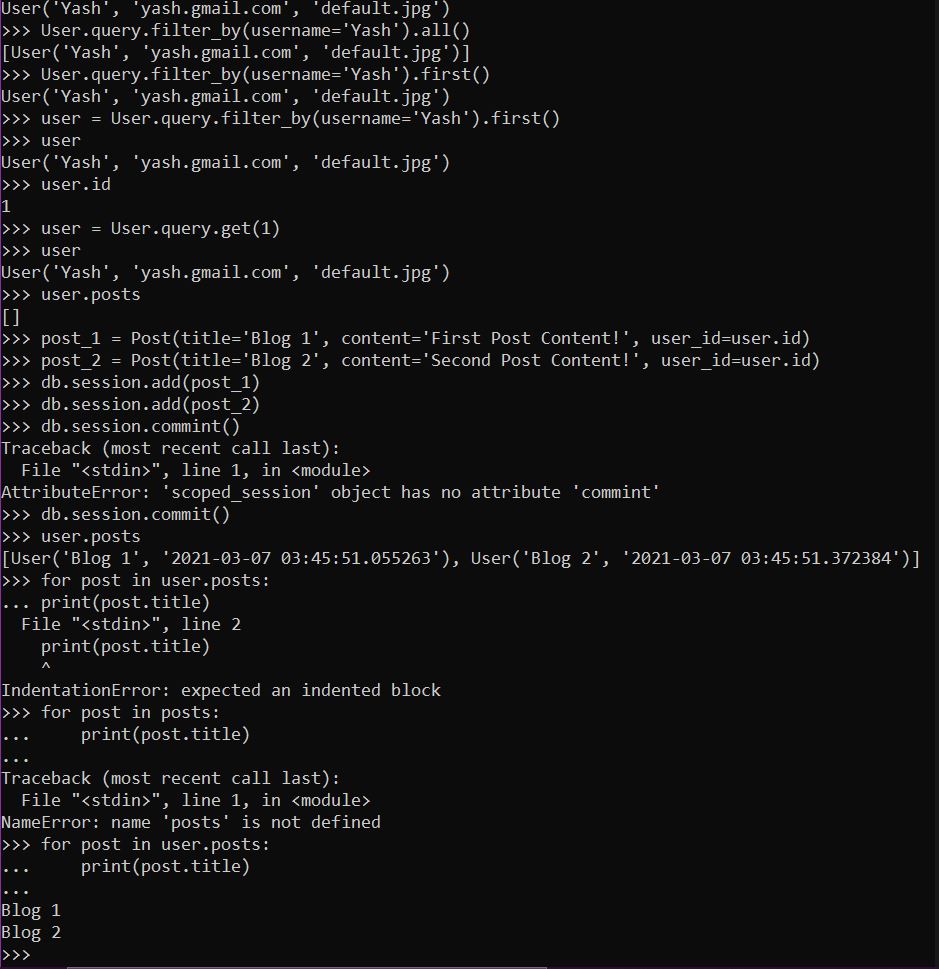 User('Yash', 'yash.gmail.com', 'default.jpg')
>>> User.query.filter_by(username='Yash').all()
[User('Yash', 'yash.gmail.com', 'default.jpg')]
>>> User.query.filter_by(username='Yash').first()
User('Yash', 'yash.gmail.com', 'default.jpg')
>>> user = User.query.filter_by(username='Yash').first()
>>> user
User('Yash', 'yash.gmail.com', 'default.jpg')
>>> user.id
1
>>> user = User.query.get(1)
>>> user
User('Yash', 'yash.gmail.com', 'default.jpg')
>>> user.posts
[]
>>> post_1 = Post(title='Blog 1', content='First Post Content!', user_id=user.id)
>>> post_2 = Post(title='Blog 2', content='Second Post Content!', user_id=user.id)
>>> db.session.add(post_1)
>>> db.session.add(post_2)
>>> db.session.commint()
Traceback (most recent call last):
  File "<stdin>", line 1, in <module>
AttributeError: 'scoped_session' object has no attribute 'commint'
>>> db.session.commit()
>>> user.posts
[User('Blog 1', '2021-03-07 03:45:51.055263'), User('Blog 2', '2021-03-07 03:45:51.372384')]
>>> for post in user.posts:
... print(post.title)
  File "<stdin>", line 2
    print(post.title)
    ^
IndentationError: expected an indented block
>>> for post in posts:
...     print(post.title)
...
Traceback (most recent call last):
  File "<stdin>", line 1, in <module>
NameError: name 'posts' is not defined
>>> for post in user.posts:
...     print(post.title)
...
Blog 1
Blog 2
>>>